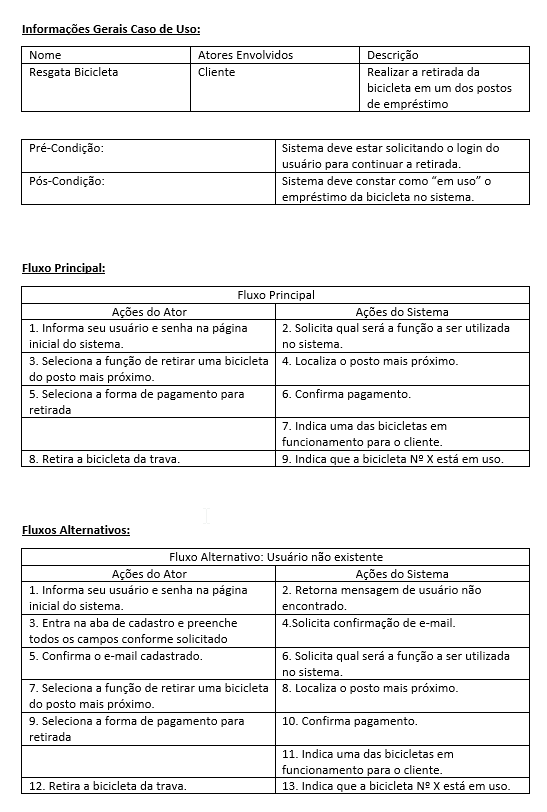 Informações Gerais Caso de Uso:
Nome Atores Envolvidos Descrição
Resgata Bicicleta Cliente Realizar a retirada da
bicicleta em um dos postos
de empréstimo
Pré-Condição: Sistema deve estar solicitando o login do
usuário para continuar a retirada.
Pós-Condição: Sistema deve constar como “em uso” o
empréstimo da bicicleta no sistema.
Fluxo Principal:
Fluxo Principal
Ações do Ator Ações do Sistema
1. Informa seu usuário e senha na página
inicial do sistema.
2. Solicita qual será a função a ser utilizada
no sistema.
3. Seleciona a função de retirar uma bicicleta
do posto mais próximo.
4. Localiza o posto mais próximo.
5. Seleciona a forma de pagamento para
retirada
6. Confirma pagamento.
7. Indica uma das bicicletas em
funcionamento para o cliente.
8. Retira a bicicleta da trava.
9. Indica que a bicicleta Nº X está em uso.
Fluxos Alternativos:
Fluxo Alternativo: Usuário não existente
Ações do Ator Ações do Sistema
1. Informa seu usuário e senha na página
inicial do sistema.
2. Retorna mensagem de usuário não
encontrado.
3. Entra na aba de cadastro e preenche
todos os campos conforme solicitado
4.Solicita confirmação de e-mail.
5. Confirma o e-mail cadastrado.
6. Solicita qual será a função a ser utilizada
no sistema.
7. Seleciona a função de retirar uma bicicleta
do posto mais próximo.
8. Localiza o posto mais próximo.
9. Seleciona a forma de pagamento para
retirada
10. Confirma pagamento.
11. Indica uma das bicicletas em
funcionamento para o cliente.
12. Retira a bicicleta da trava.
13. Indica que a bicicleta Nº X está em uso.